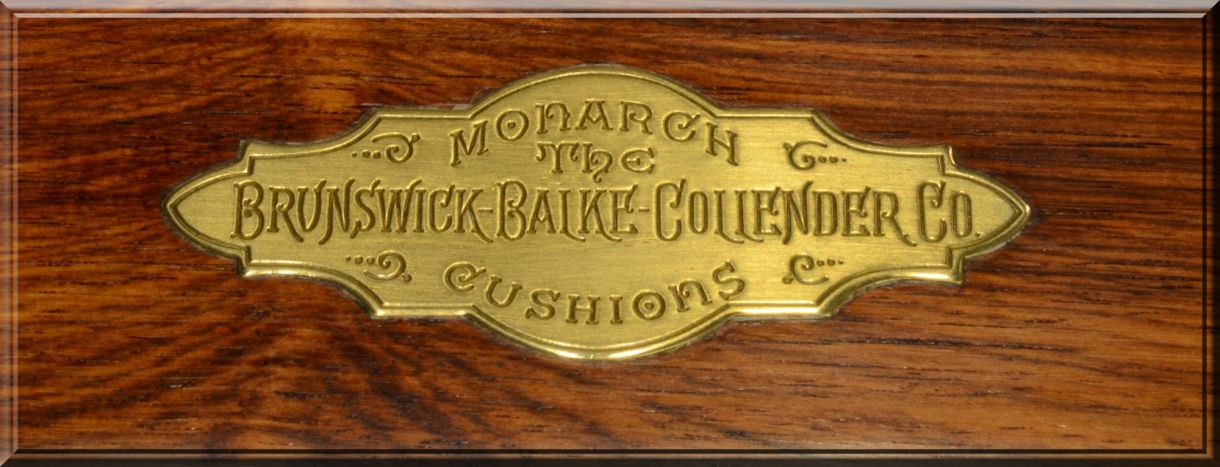 MONARCH
THE
BRUNSWICK-BALKE-COLLENDER CO.
CUSHIONS